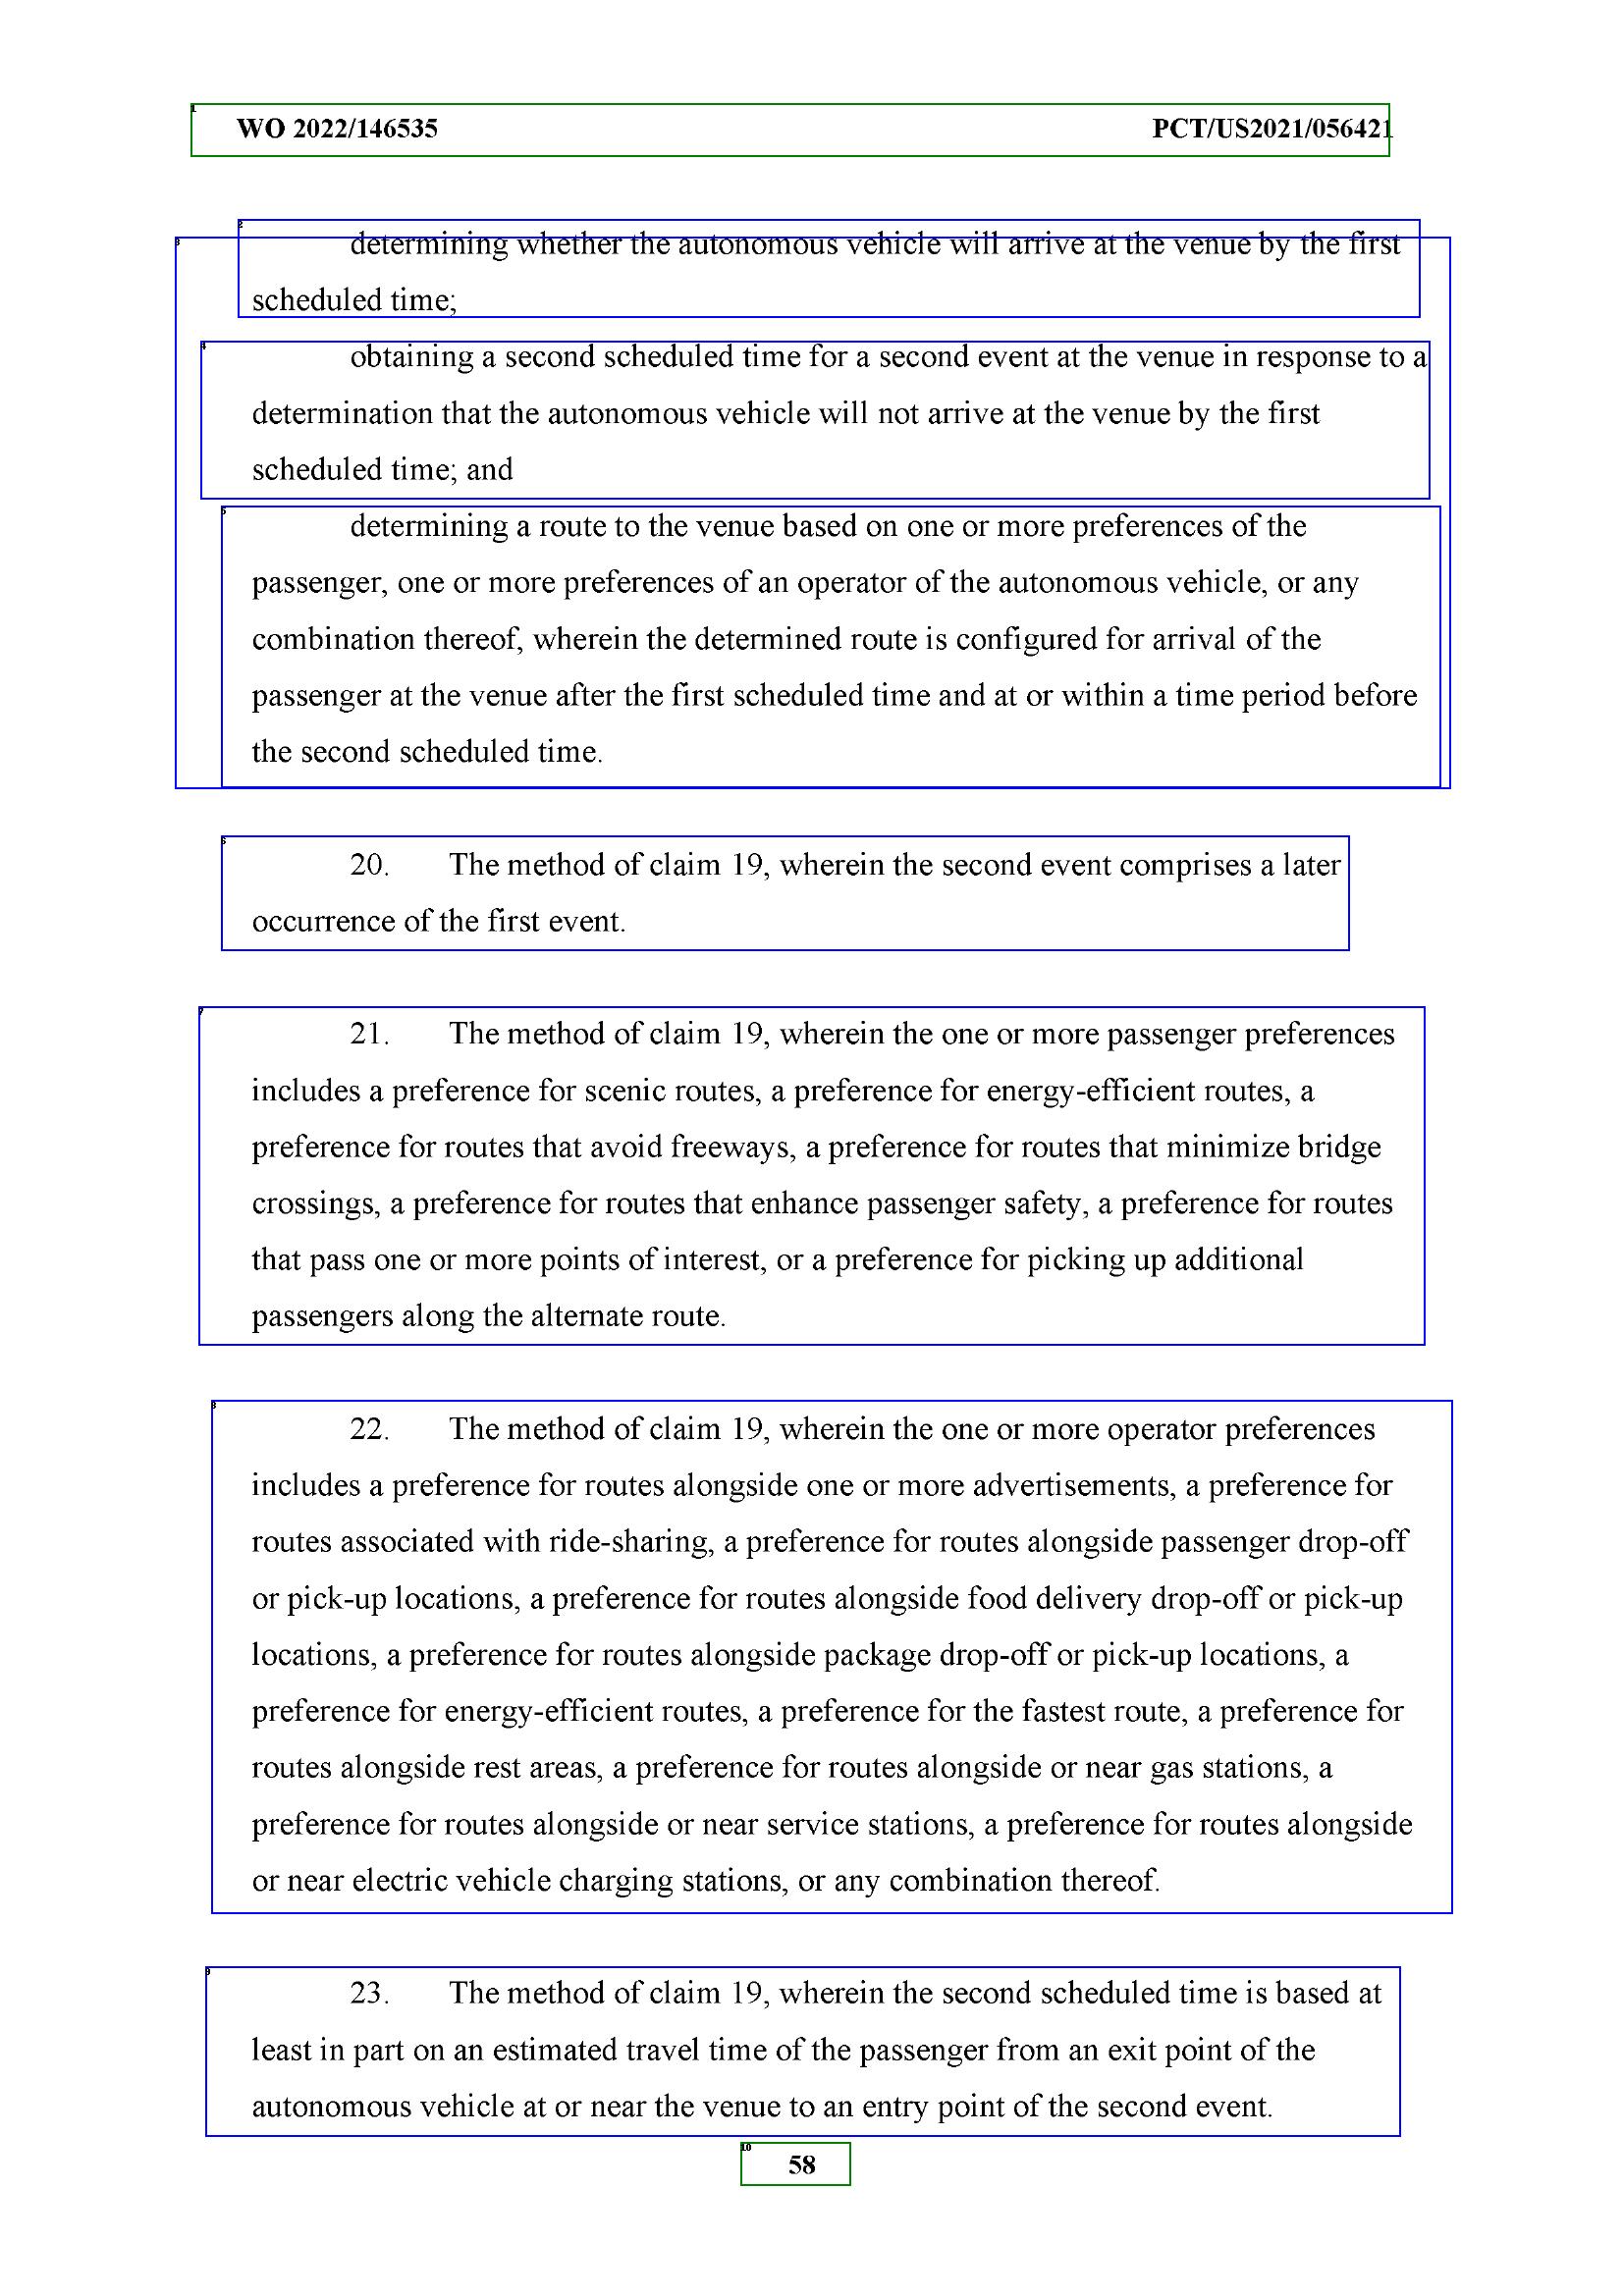 1
WO 2022/146535 PCT/US2021/056421
2
3
determining whether the autonomous vehicle will arrive at the venue by the first
scheduled time;
4
obtaining a second scheduled time for a second event at the venue in response to a
determination that the autonomous vehicle will not arrive at the venue by the first
scheduled time; and
5
determining a route to the venue based on one or more preferences of the
passenger, one or more preferences of an operator of the autonomous vehicle, or any
combination thereof, wherein the determined route is configured for arrival of the
passenger at the venue after the first scheduled time and at or within a time period before
the second scheduled time.
6
20. The method of claim 19, wherein the second event comprises a later
occurrence of the first event.
7
21. The method of claim 19, wherein the one or more passenger preferences
includes a preference for scenic routes, a preference for energy-efficient routes, a
preference for routes that avoid freeways, a preference for routes that minimize bridge
crossings, a preference for routes that enhance passenger safety, a preference for routes
that pass one or more points of interest, or a preference for picking up additional
passengers along the alternate route.
8
22. The method of claim 19, wherein the one or more operator preferences
includes a preference for routes alongside one or more advertisements, a preference for
routes associated with ride-sharing, a preference for routes alongside passenger drop-off
or pick-up locations, a preference for routes alongside food delivery drop-off or pick-up
locations, a preference for routes alongside package drop-off or pick-up locations, a
preference for energy-efficient routes, a preference for the fastest route, a preference for
routes alongside rest areas, a preference for routes alongside or near gas stations, a
preference for routes alongside or near service stations, a preference for routes alongside
or near electric vehicle charging stations, or any combination thereof.
9
23. The method of claim 19, wherein the second scheduled time is based at
least in part on an estimated travel time of the passenger from an exit point of the
autonomous vehicle at or near the venue to an entry point of the second event.
10
58